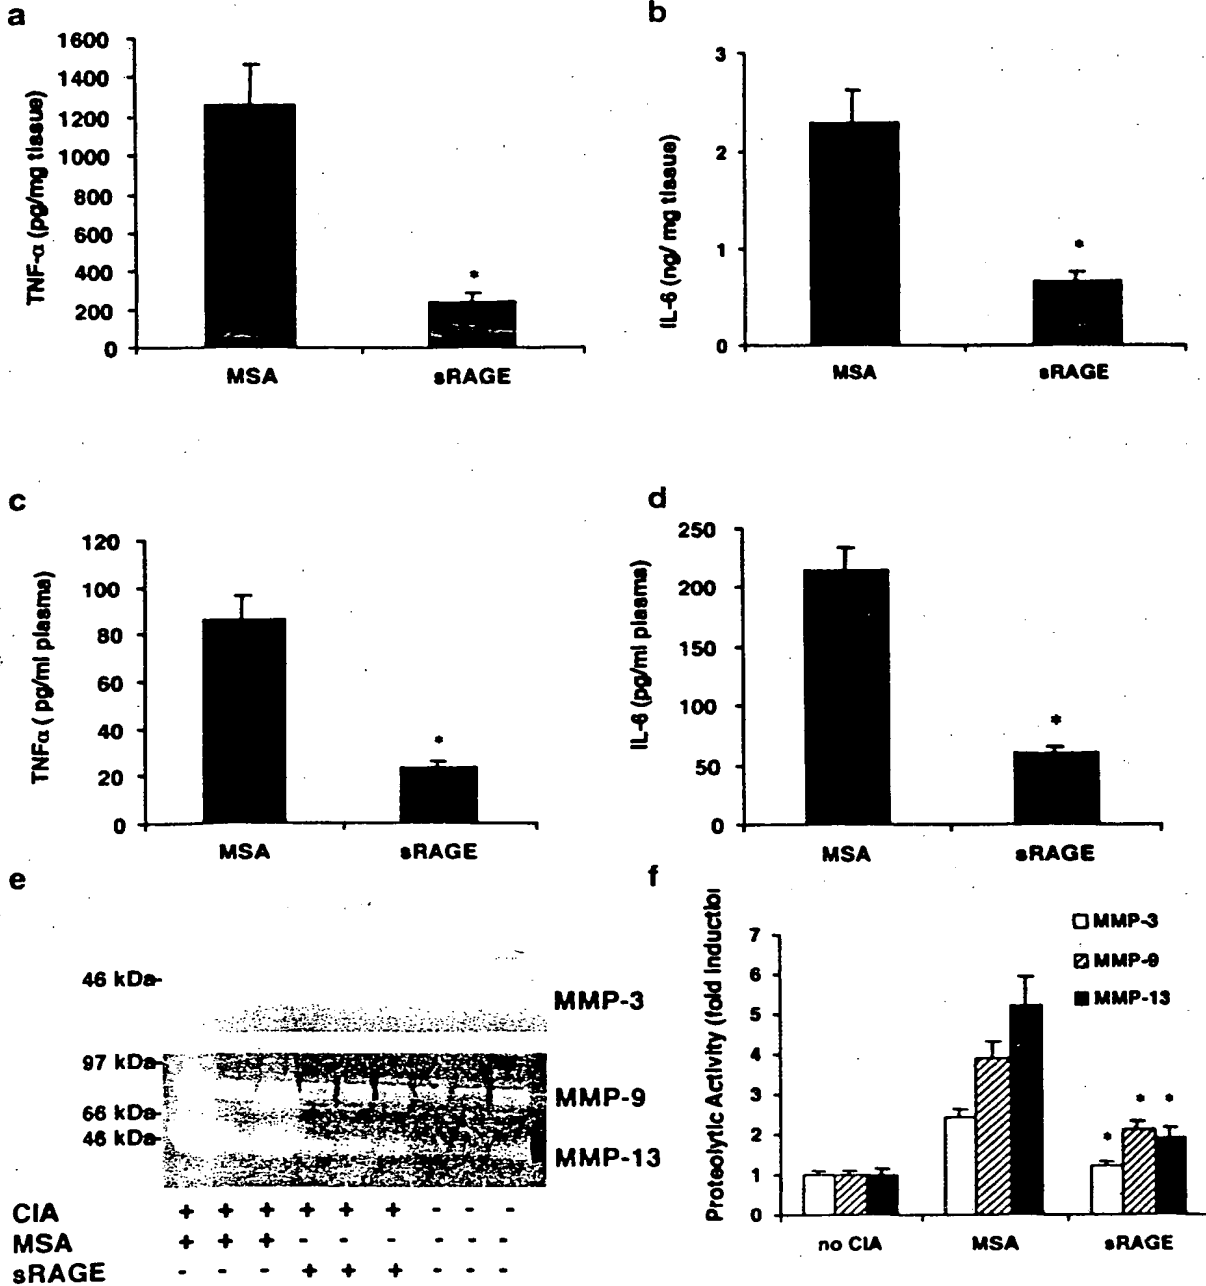 a
1600
1400
1200
1000
800
600
400
200
0
TNF-α (pg/mg tissue)
*
MSA sRAGE
b
3
2
1
0
IL-6 (ng/ mg tissue)
*
MSA sRAGE
c
120
100
80
60
40
20
0
TNFα ( pg/ml plasma)
*
MSA sRAGE
d
250
200
150
100
50
0
IL-6 (pg/ml plasma)
*
MSA sRAGE
e
46 kDa-
MMP-3
97 kDa-
MMP-9
66 kDa-
46 kDa-
MMP-13
CIA + + + + + + - - -
MSA + + + - - - - - -
sRAGE - - - + + + - - -
f
Proteolytic Activity (fold Induction
7
6
5
4
3
2
1
0
MMP-3
MMP-9
MMP-13
* * *
no CIA MSA sRAGE